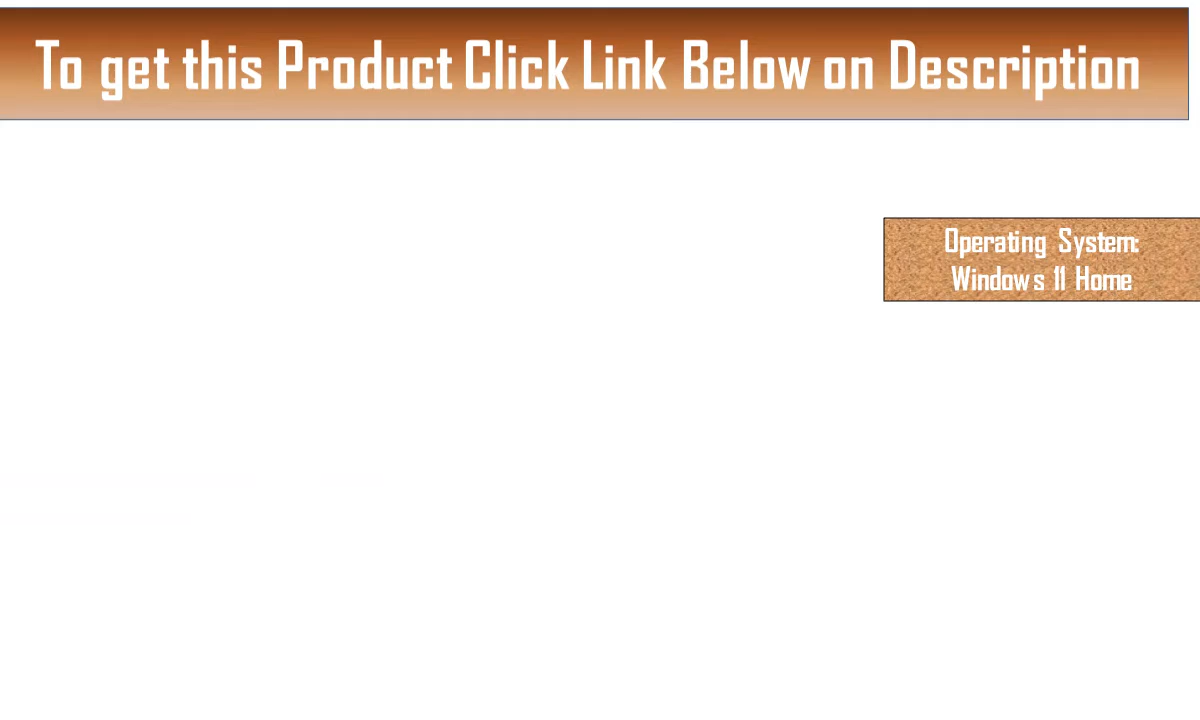 To get this Product Click Link Below on Description
Operating System:
Windows 11 Home